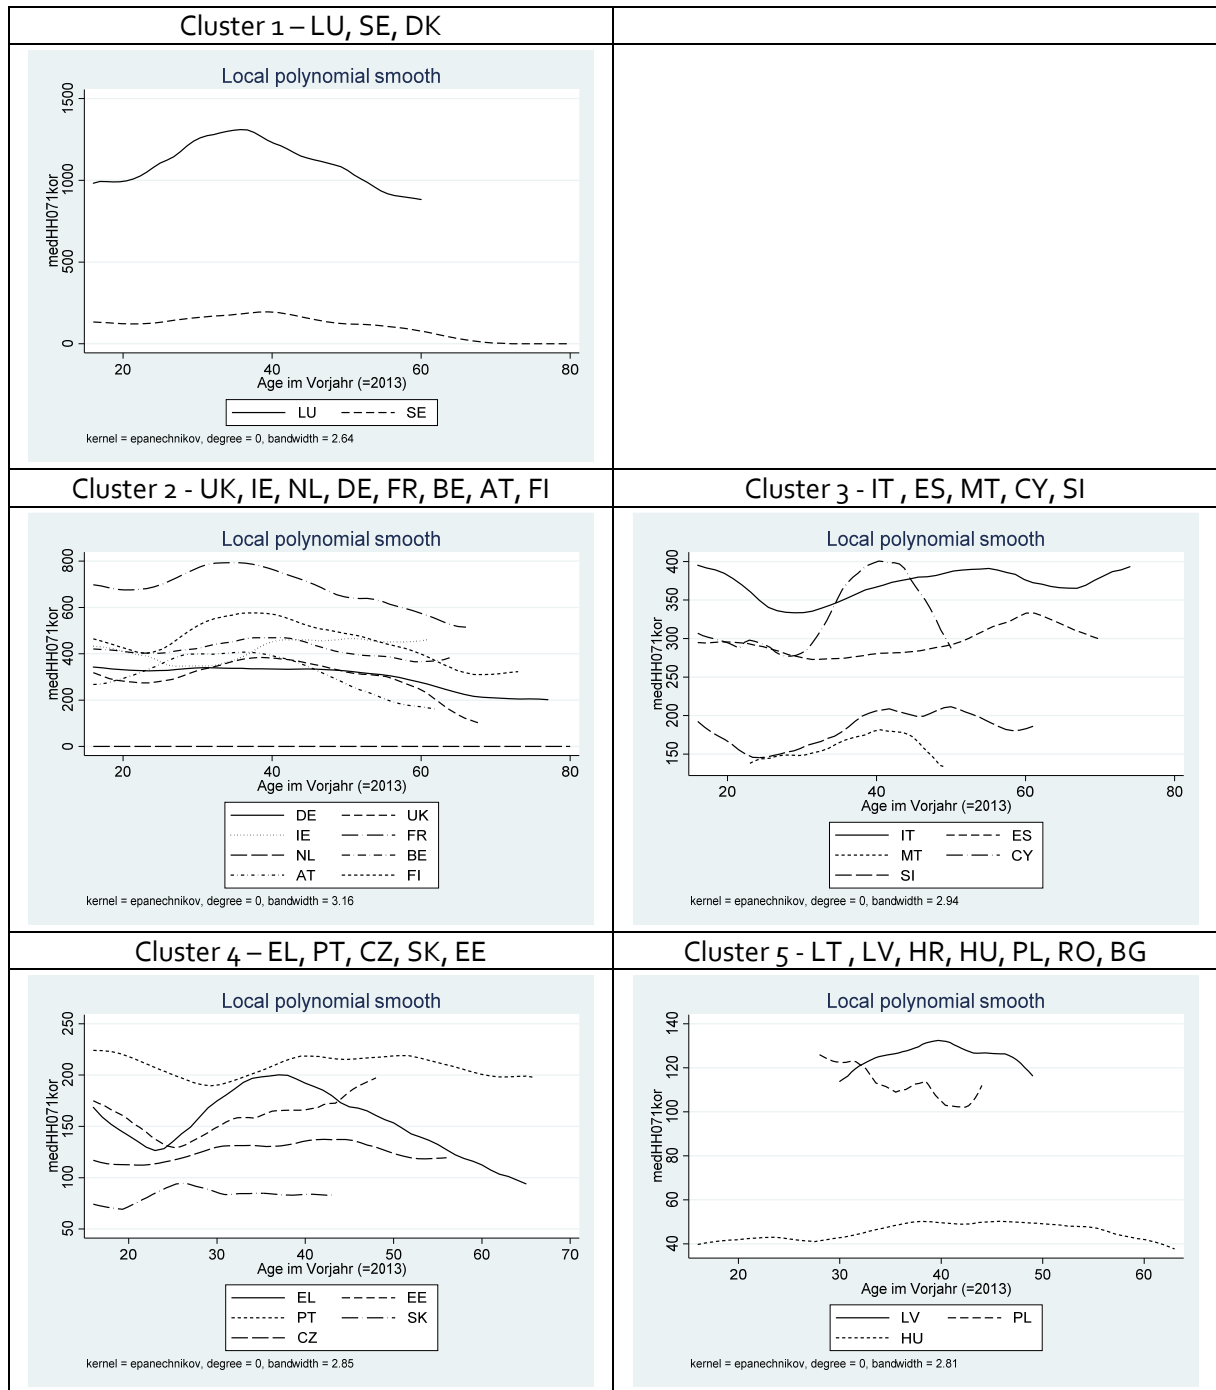 Cluster 1 – LU, SE, DK
Local polynomial smooth
medHH071kor
1500
1000
500
0
20 40 60 80
Age im Vorjahr (=2013)
LU SE
kernel = epanechnikov, degree = 0, bandwidth = 2.64
Cluster 2 - UK, IE, NL, DE, FR, BE, AT, FI
Local polynomial smooth
medHH071kor
800
600
400
200
0
20 40 60 80
Age im Vorjahr (=2013)
DE UK
IE FR
NL BE
AT FI
kernel = epanechnikov, degree = 0, bandwidth = 3.16
Cluster 3 - IT , ES, MT, CY, SI
Local polynomial smooth
medHH071kor
400
350
300
250
200
150
20 40 60 80
Age im Vorjahr (=2013)
IT ES
MT CY
SI
kernel = epanechnikov, degree = 0, bandwidth = 2.94
Cluster 4 – EL, PT, CZ, SK, EE
Local polynomial smooth
medHH071kor
250
200
150
100
50
20 30 40 50 60 70
Age im Vorjahr (=2013)
EL EE
PT SK
CZ
kernel = epanechnikov, degree = 0, bandwidth = 2.85
Cluster 5 - LT , LV, HR, HU, PL, RO, BG
Local polynomial smooth
medHH071kor
140
120
100
80
60
40
20 30 40 50 60
Age im Vorjahr (=2013)
LV PL
HU
kernel = epanechnikov, degree = 0, bandwidth = 2.81